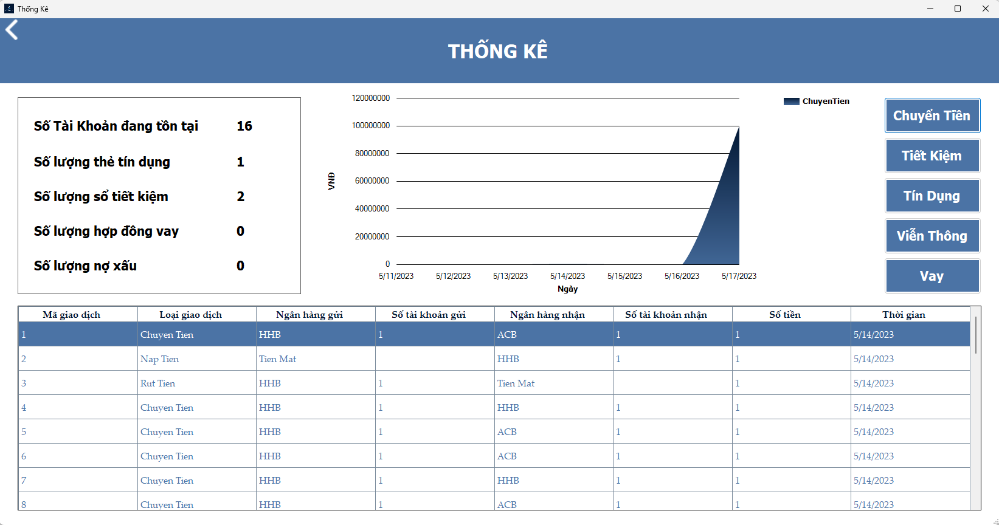 Thống Kê
THỐNG KÊ
Số Tài Khoản đang tồn tại 16
Số lượng thẻ tín dụng 1
Số lượng sổ tiết kiệm 2
Số lượng hợp đồng vay 0
Số lượng nợ xấu 0
VNĐ
120000000
100000000
80000000
60000000
40000000
20000000
0
5/11/2023 5/12/2023 5/13/2023 5/14/2023 5/15/2023 5/16/2023 5/17/2023
Ngày
ChuyenTien
Chuyển Tiền
Tiết Kiệm
Tín Dụng
Viễn Thông
Vay
Mã giao dịch Loại giao dịch Ngân hàng gửi Số tài khoản gửi Ngân hàng nhận Số tài khoản nhận Số tiền Thời gian
1 Chuyen Tien HHB 1 ACB 1 1 5/14/2023
2 Nap Tien Tien Mat HHB 1 1 5/14/2023
3 Rut Tien HHB 1 Tien Mat 1 5/14/2023
4 Chuyen Tien HHB 1 HHB 1 1 5/14/2023
5 Chuyen Tien HHB 1 ACB 1 1 5/14/2023
6 Chuyen Tien HHB 1 ACB 1 1 5/14/2023
7 Chuyen Tien HHB 1 HHB 1 1 5/14/2023
8 Chuyen Tien HHB 1 ACB 1 1 5/14/2023